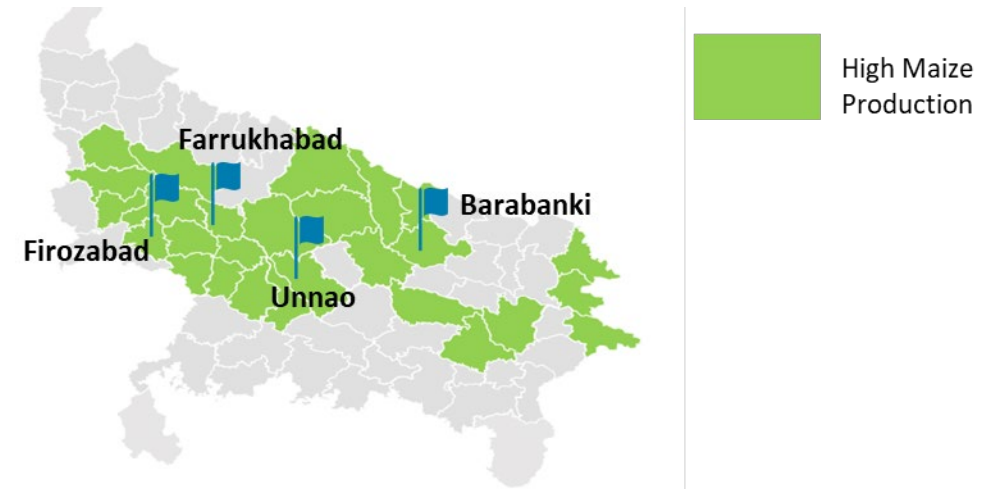 Farrukhabad
Barabanki
Firozabad
Unnao
High Maize
Production